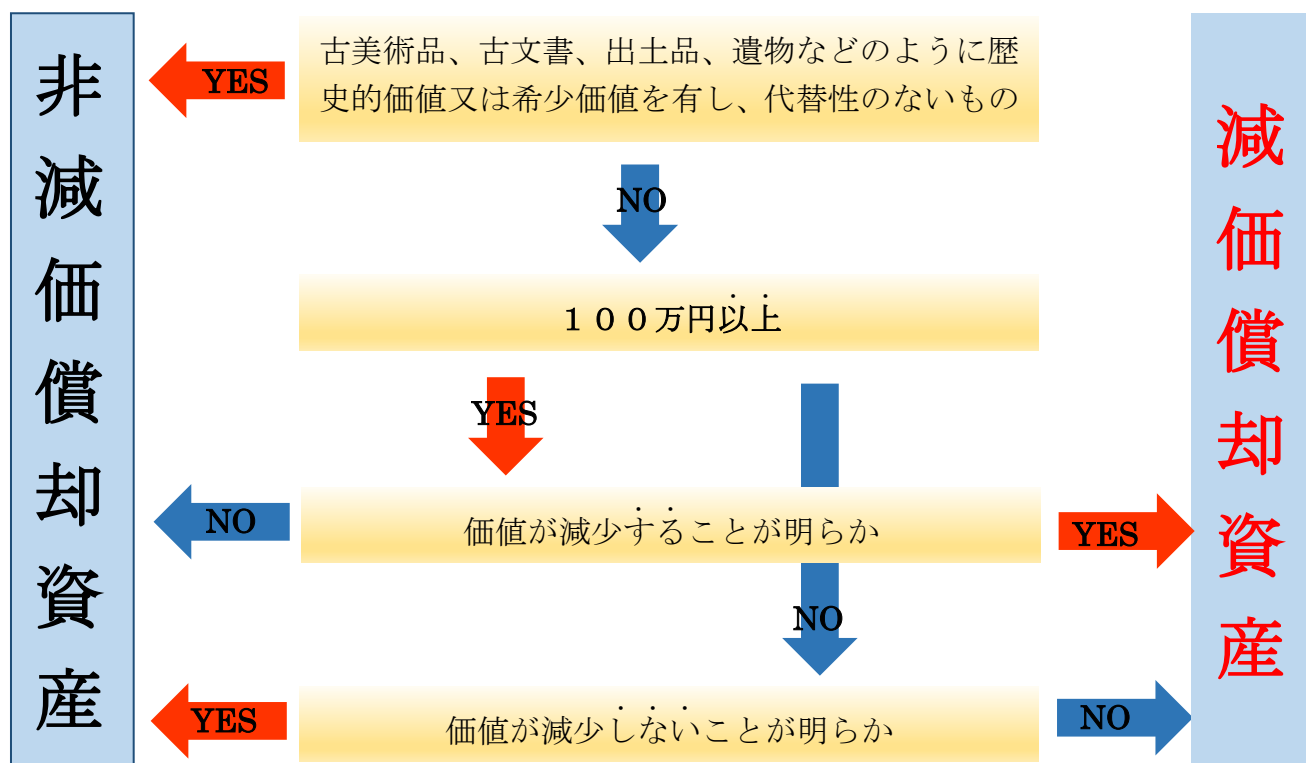 非減価償却資産
YES
古美術品、古文書、出土品、遺物などのように歴
史的価値又は希少価値を有し、代替性のないもの
NO
１００万円以上
YES
NO
価値が減少することが明らか
YES
NO
YES
価値が減少しないことが明らか
NO
減価償却資産